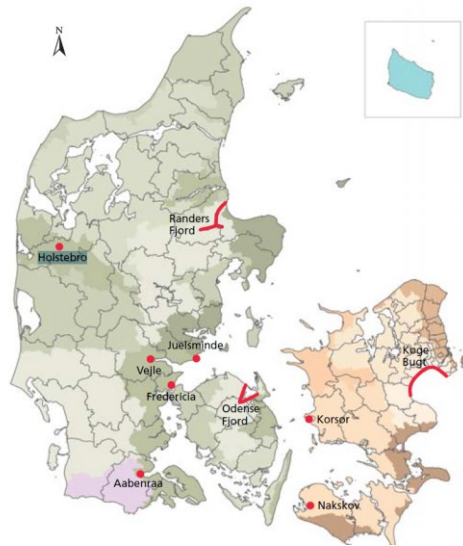 N
Randers
Fjord
Holstebro
Juelsminde
Vejle
Fredericia
Køge
Bugt
Odense
Fjord
Korsør
Aabenraa
Nakskov